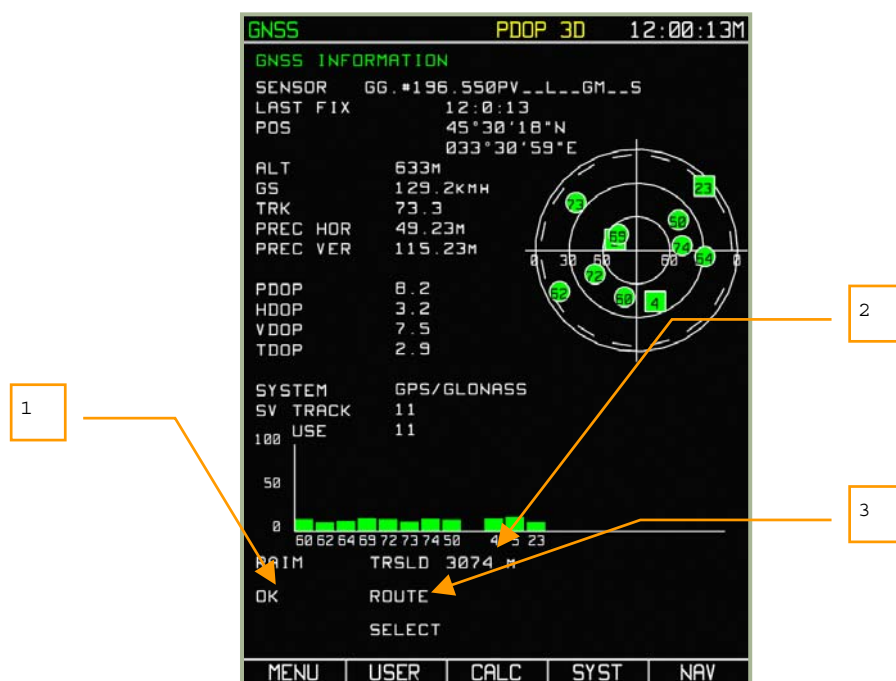 GNSS PDOP 3D 12:00:13M
GNSS INFORMATION
SENSOR GG.*196.550PV__L__GM__S
LAST FIX 12:0:13
POS 45°30'18"N
033°30'59"E
ALT 633M
GS 129.2KMH
TRK 73.3
PREC HOR 49.23M
PREC VER 115.23M
PDOP 8.2
HDOP 3.2
VDOP 7.5
TDOP 2.9
23
73
50
69
74
54
0 30 60 60 0
72
62
60
4
SYSTEM GPS/GLONASS
SV TRACK 11
USE 11
100
50
0
60 62 64 69 72 73 74 50 4 5 23
RAIM TRSLD 3074 M
OK ROUTE
SELECT
MENU USER CALC SYST NAV
1
2
3